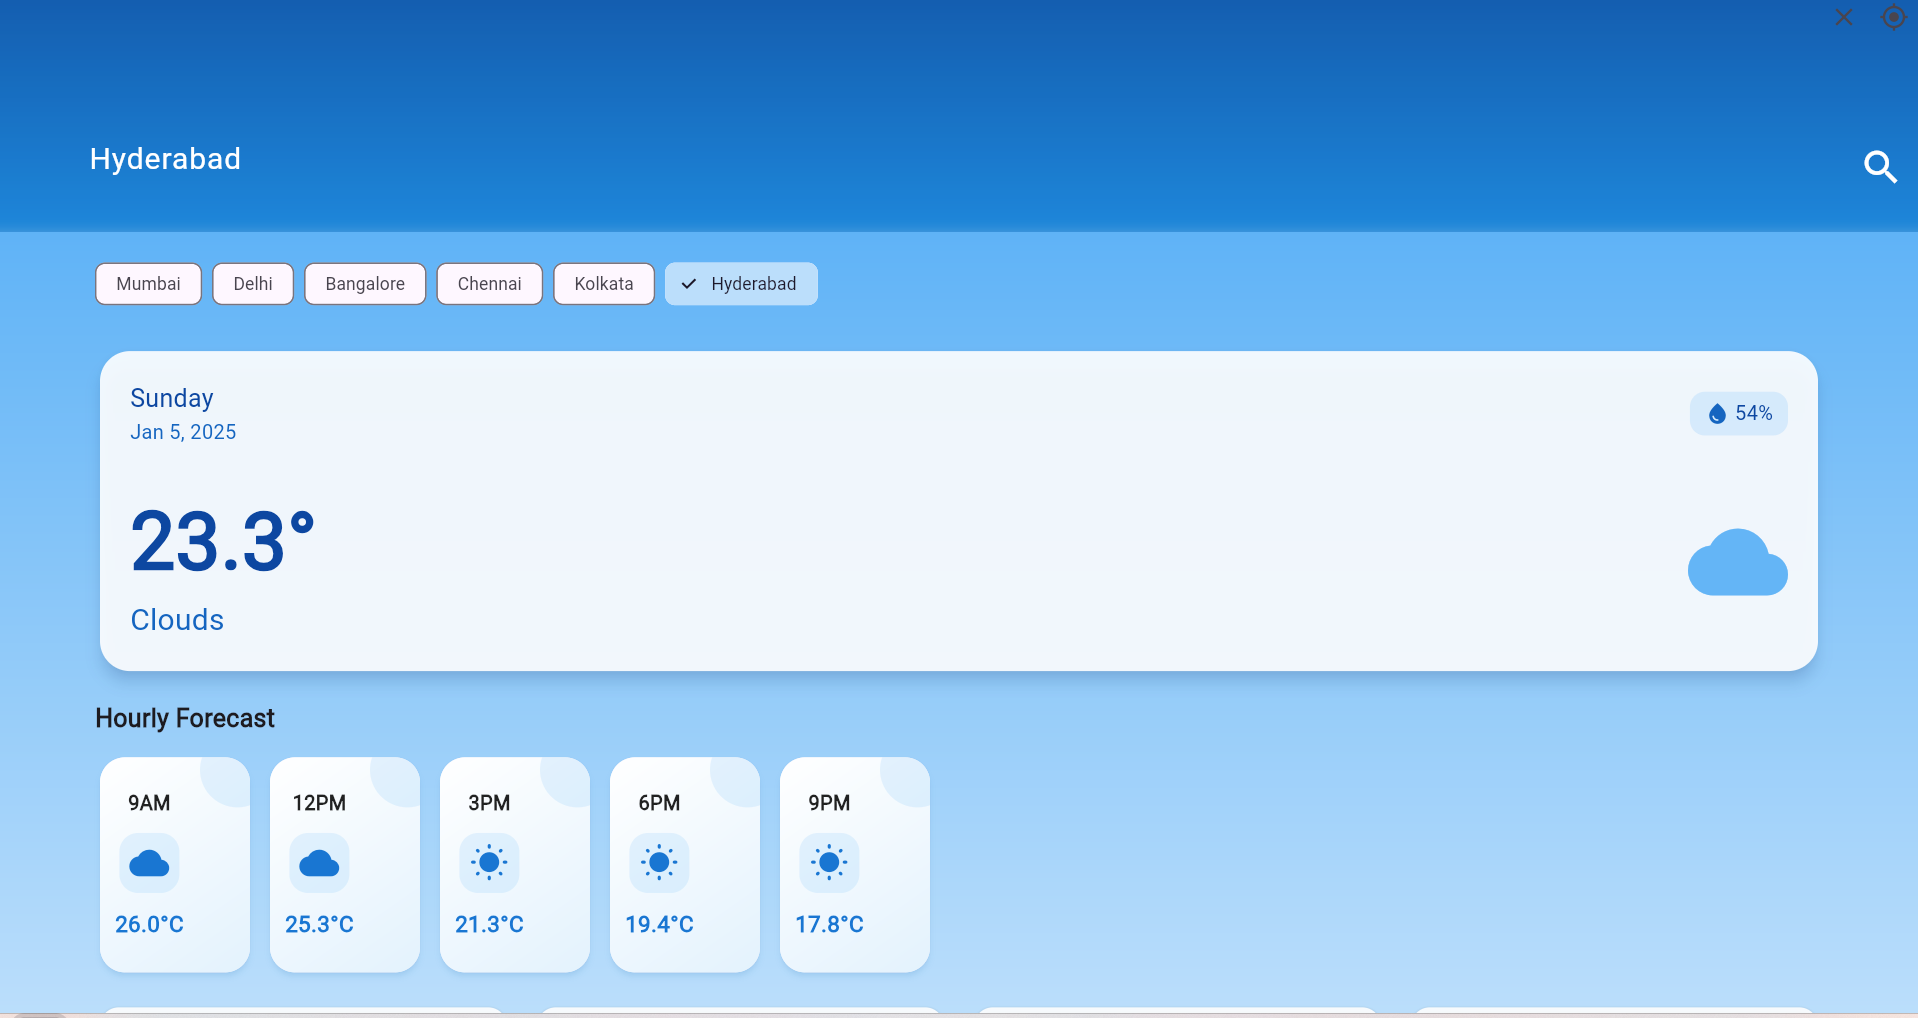 Hyderabad
Mumbai Delhi Bangalore Chennai Kolkata Hyderabad
Sunday
Jan 5, 2025
54%
23.3°
Clouds
Hourly Forecast
9AM 12PM 3PM 6PM 9PM
26.0°C 25.3°C 21.3°C 19.4°C 17.8°C